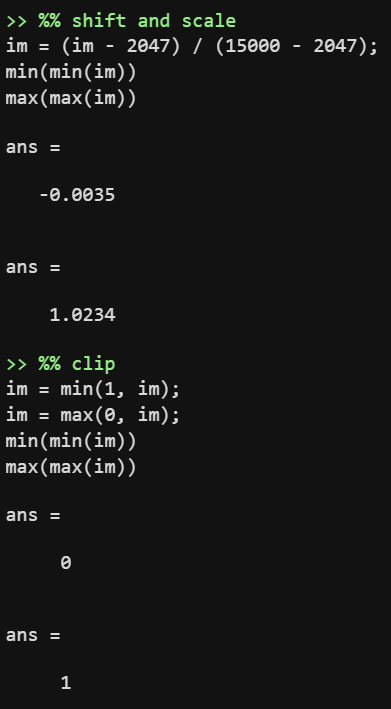 >> %% shift and scale
im = (im - 2047) / (15000 - 2047);
min(min(im))
max(max(im))
ans =
-0.0035
ans =
1.0234
>> %% clip
im = min(1, im);
im = max(0, im);
min(min(im))
max(max(im))
ans =
0
ans =
1